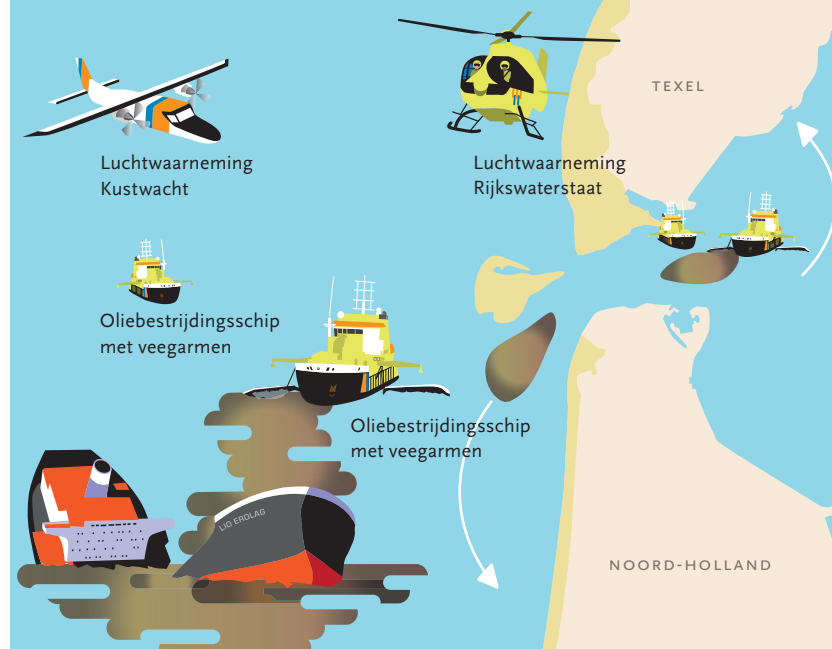 TEXEL
Luchtwaarneming
Kustwacht
Luchtwaarneming
Rijkswaterstaat
Oliebestrijdingsschip
met veegarmen
Oliebestrijdingsschip
met veegarmen
LIO EROLAG
NOORD-HOLLAND